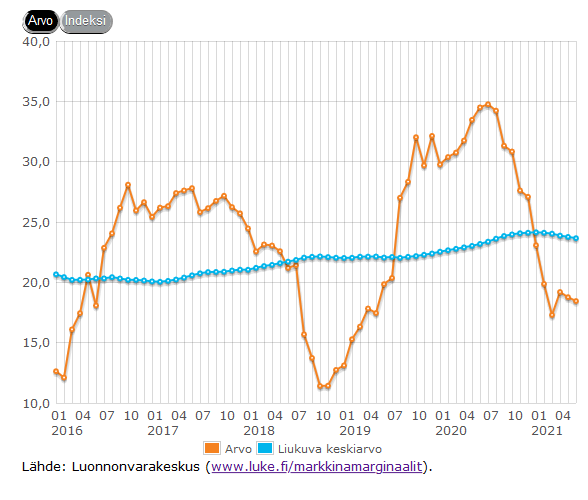 Arvo Indeksi
40,0
35,0
30,0
25,0
20,0
15,0
10,0
01 04 07 10 01 04 07 10 01 04 07 10 01 04 07 10 01 04 07 10 01 04
2016 2017 2018 2019 2020 2021
Arvo Liukuva keskiarvo
Lähde: Luonnonvarakeskus (www.luke.fi/markkinamarginaalit).